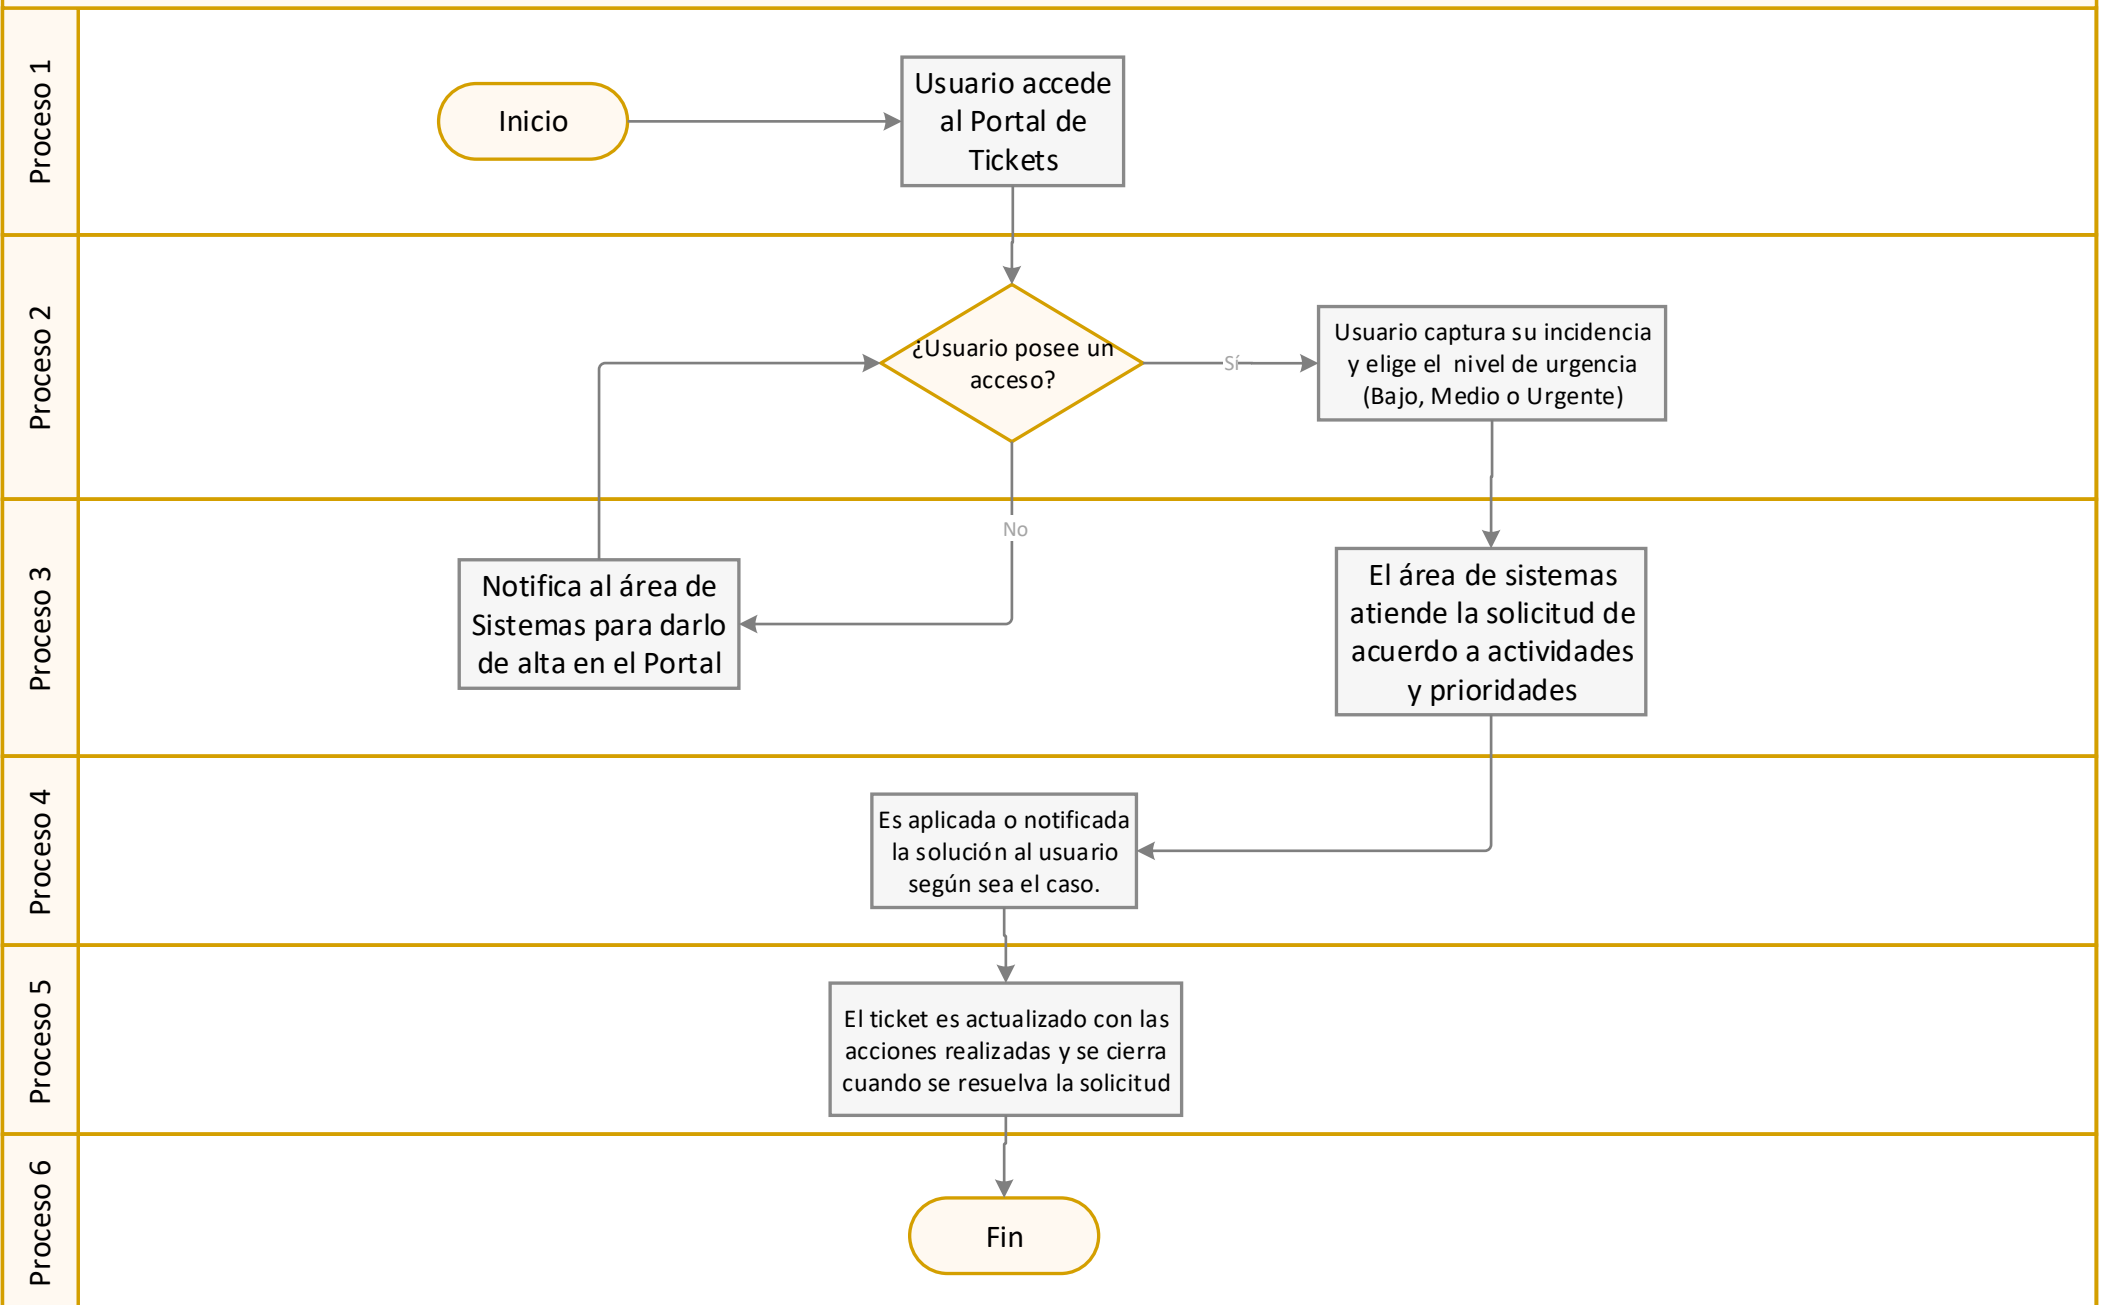 Proceso 1
Inicio
Usuario accede
al Portal de
Tickets
Proceso 2
¿Usuario posee un
acceso?
Sí
Usuario captura su incidencia
y elige el nivel de urgencia
(Bajo, Medio o Urgente)
Proceso 3
No
Notifica al área de
Sistemas para darlo
de alta en el Portal
El área de sistemas
atiende la solicitud de
acuerdo a actividades
y prioridades
Proceso 4
Es aplicada o notificada
la solución al usuario
según sea el caso.
Proceso 5
El ticket es actualizado con las
acciones realizadas y se cierra
cuando se resuelva la solicitud
Proceso 6
Fin